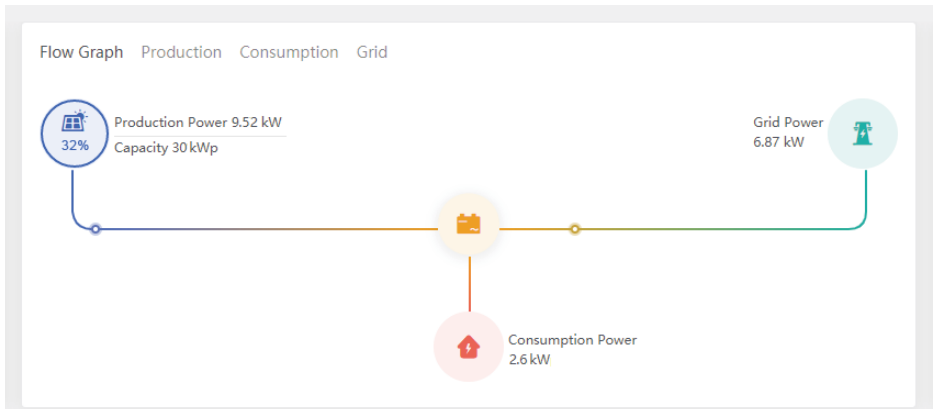 Flow Graph Production Consumption Grid
32%
Production Power 9.52 kW
Capacity 30 kWp
Grid Power
6.87 kW
Consumption Power
2.6 kW